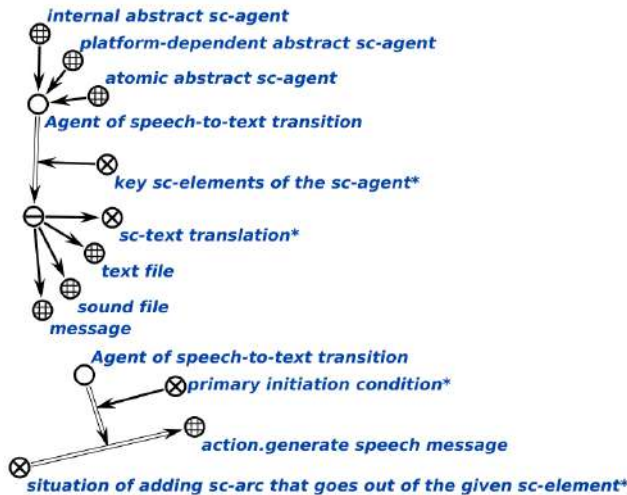 internal abstract sc-agent
platform-dependent abstract sc-agent
atomic abstract sc-agent
Agent of speech-to-text transition
key sc-elements of the sc-agent*
sc-text translation*
text file
sound file
message
Agent of speech-to-text transition
primary initiation condition*
action.generate speech message
situation of adding sc-arc that goes out of the given sc-element*